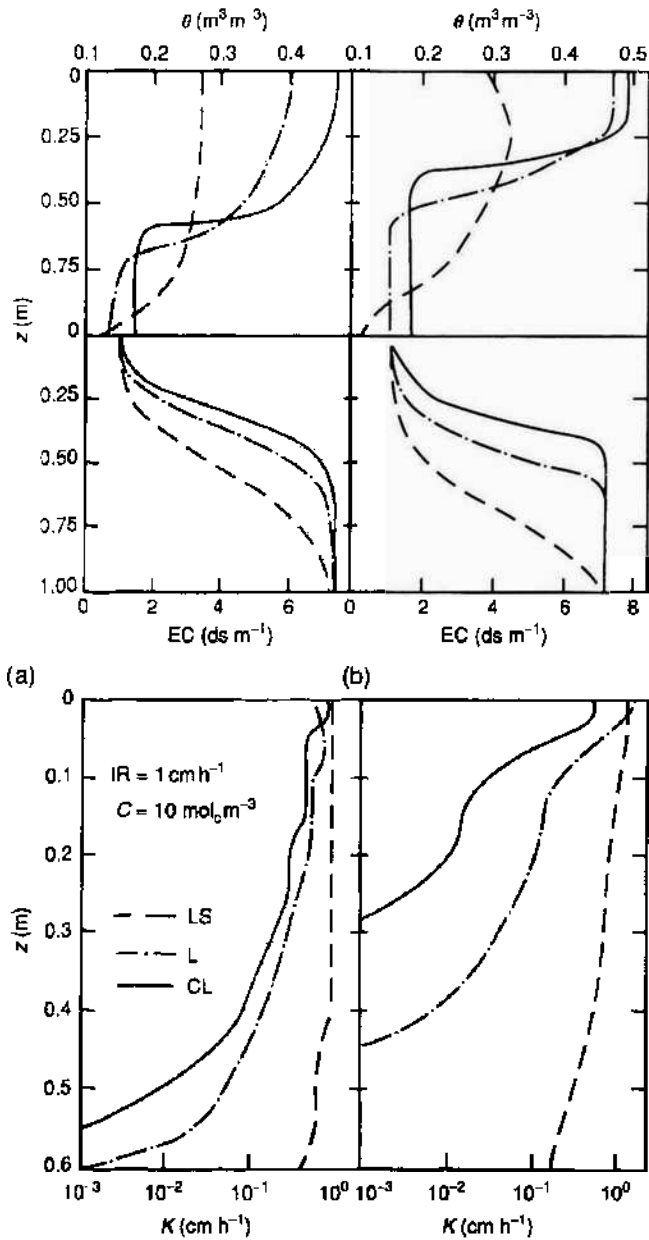 θ (m³ m⁻³) θ (m³ m⁻³)
0.1 0.2 0.3 0.4 0.1 0.2 0.3 0.4 0.5
0
0.25
0.50
0.75
z (m)
0
0.25
0.50
0.75
1.00
0 2 4 6 0 2 4 6 8
EC (ds m⁻¹) EC (ds m⁻¹)
(a) (b)
0
0.1
0.2
0.3
0.4
0.5
0.6
z (m)
IR = 1 cm h⁻¹
C = 10 mol_c m⁻³
LS
L
CL
10⁻³ 10⁻² 10⁻¹ 10⁰ 10⁻³ 10⁻² 10⁻¹ 10⁰
K (cm h⁻¹) K (cm h⁻¹)